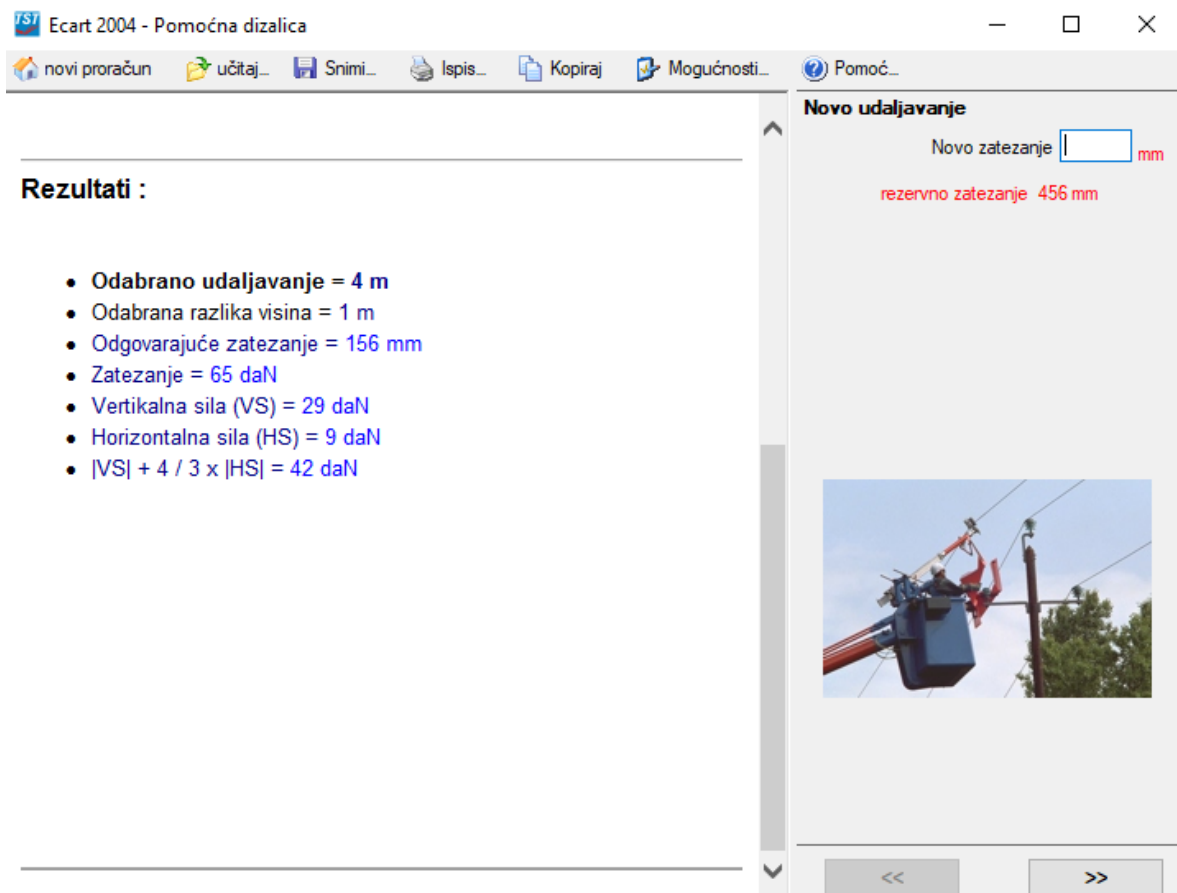 TST Ecart 2004 - Pomoćna dizalica
novi proračun učitaj... Snimi... Ispis... Kopiraj Mogućnosti... Pomoć...
Rezultati :
Odabrano udaljavanje = 4 m
Odabrana razlika visina = 1 m
Odgovarajuće zatezanje = 156 mm
Zatezanje = 65 daN
Vertikalna sila (VS) = 29 daN
Horizontalna sila (HS) = 9 daN
|VS| + 4 / 3 x |HS| = 42 daN
Novo udaljavanje
Novo zatezanje mm
rezervno zatezanje 456 mm
<< >>